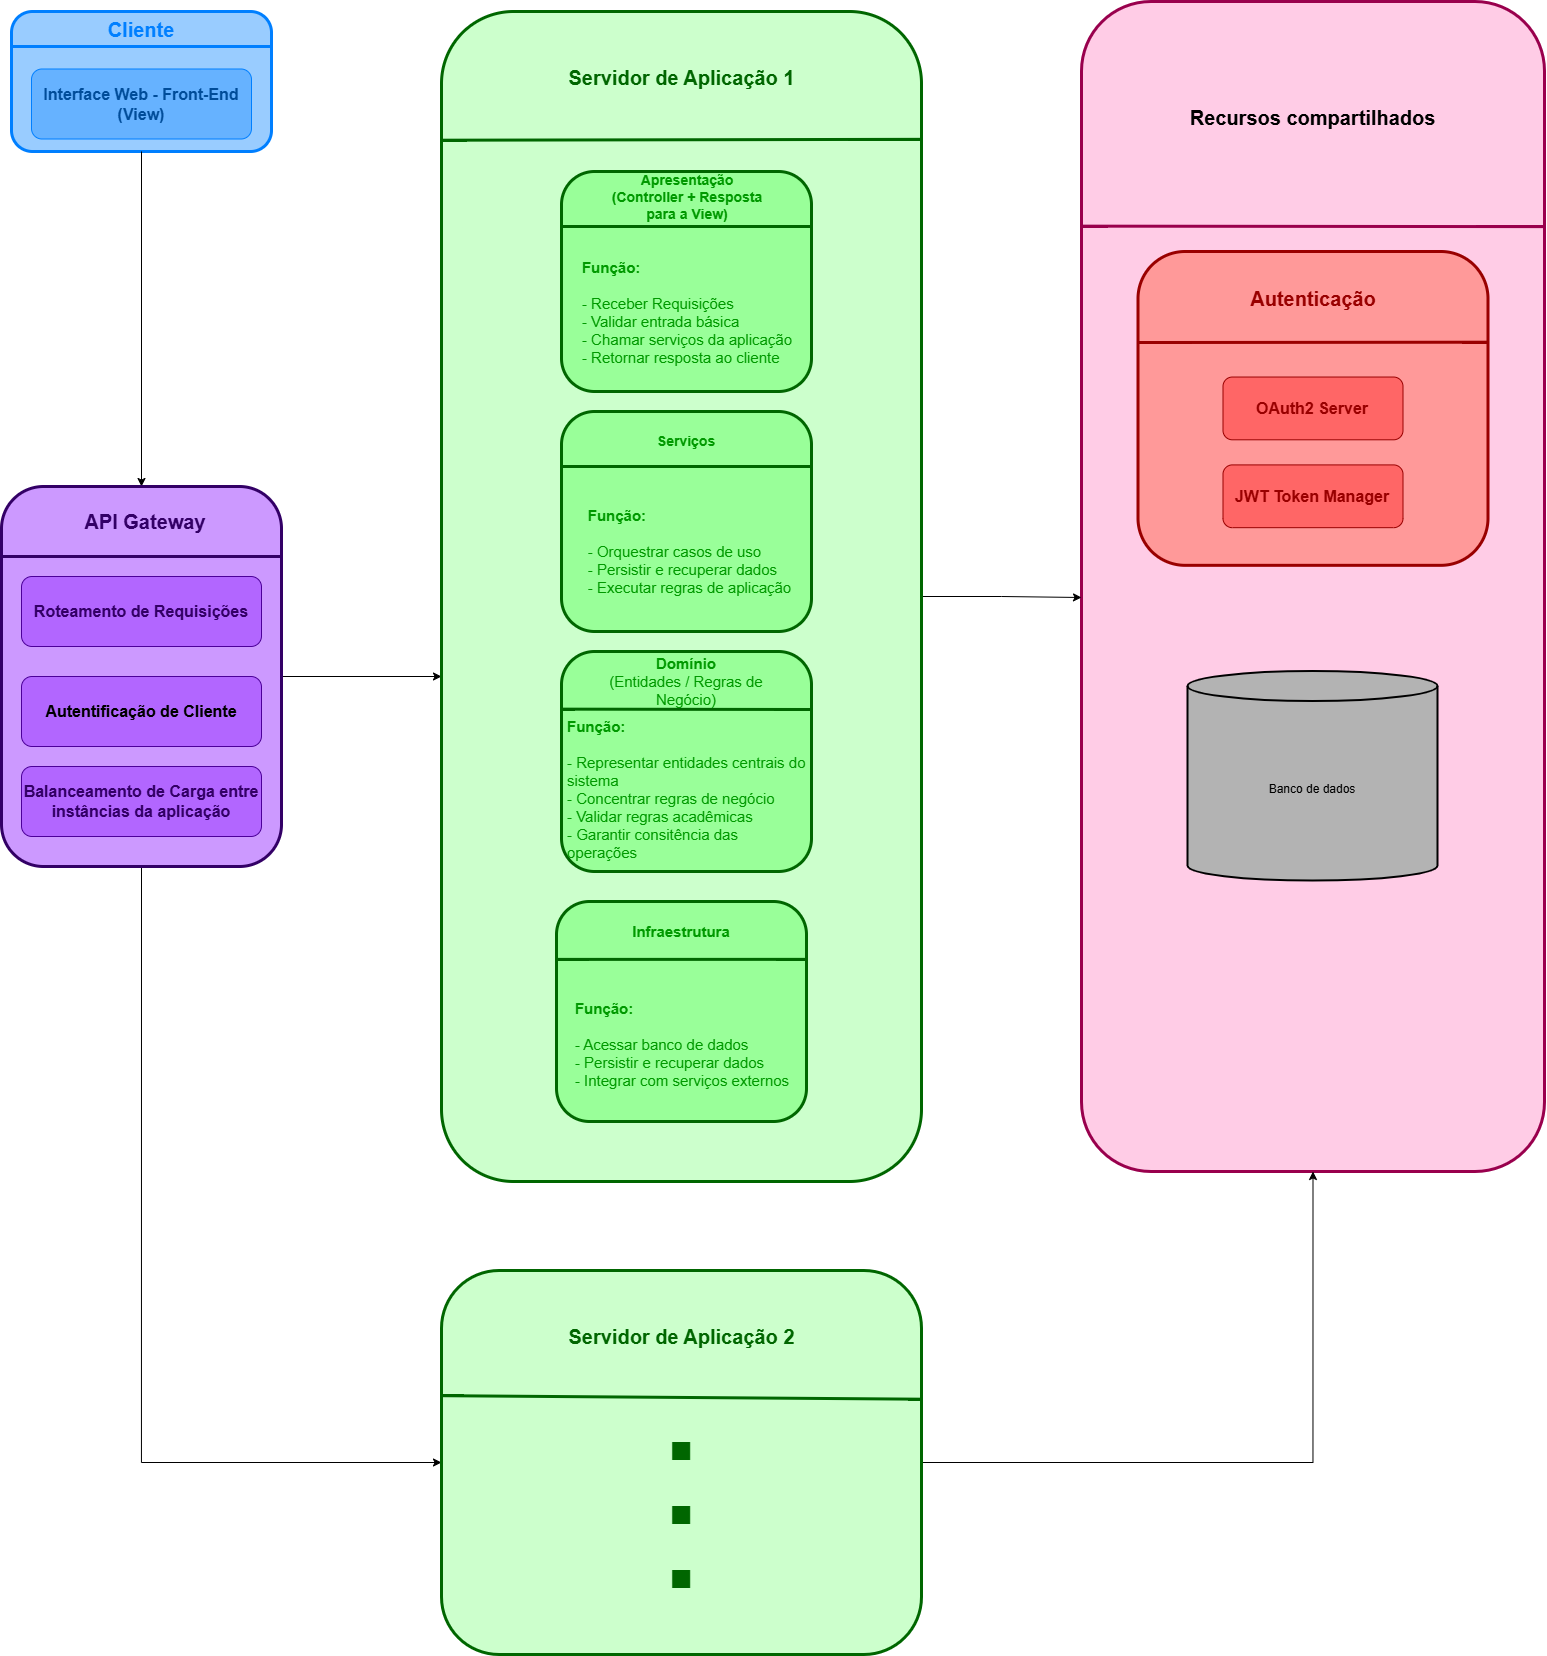 Cliente
Interface Web - Front-End
(View)
API Gateway
Roteamento de Requisições
Autentificação de Cliente
Balanceamento de Carga entre
instâncias da aplicação
Servidor de Aplicação 1
Apresentação
(Controller + Resposta
para a View)
Função:
- Receber Requisições
- Validar entrada básica
- Chamar serviços da aplicação
- Retornar resposta ao cliente
Serviços
Função:
- Orquestrar casos de uso
- Persistir e recuperar dados
- Executar regras de aplicação
Domínio
(Entidades / Regras de
Negócio)
Função:
- Representar entidades centrais do
sistema
- Concentrar regras de negócio
- Validar regras acadêmicas
- Garantir consitência das
operações
Infraestrutura
Função:
- Acessar banco de dados
- Persistir e recuperar dados
- Integrar com serviços externos
Servidor de Aplicação 2
Recursos compartilhados
Autenticação
OAuth2 Server
JWT Token Manager
Banco de dados